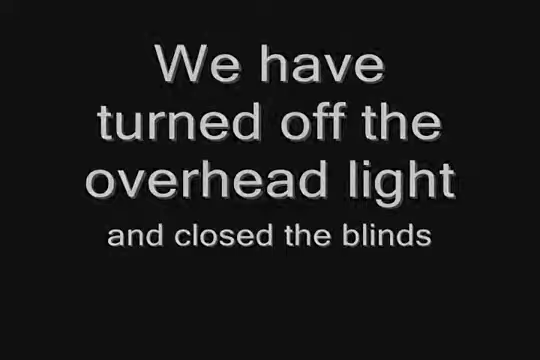 We have
turned off the
overhead light
and closed the blinds